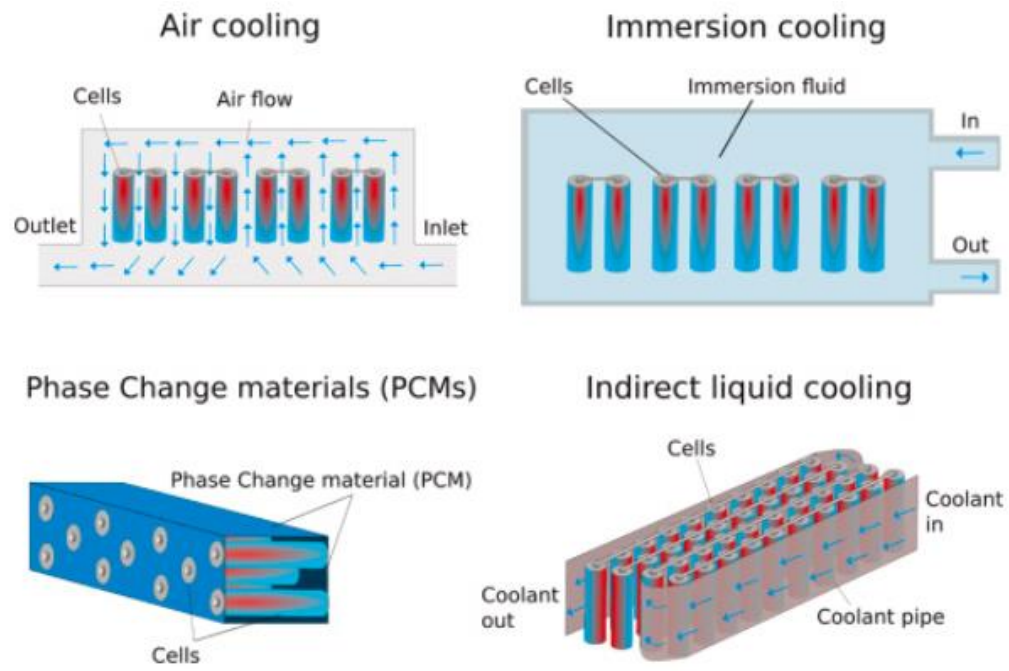 Air cooling
Cells
Air flow
Outlet
Inlet
Immersion cooling
Cells
Immersion fluid
In
Out
Phase Change materials (PCMs)
Phase Change material (PCM)
Cells
Indirect liquid cooling
Cells
Coolant
in
Coolant
out
Coolant pipe